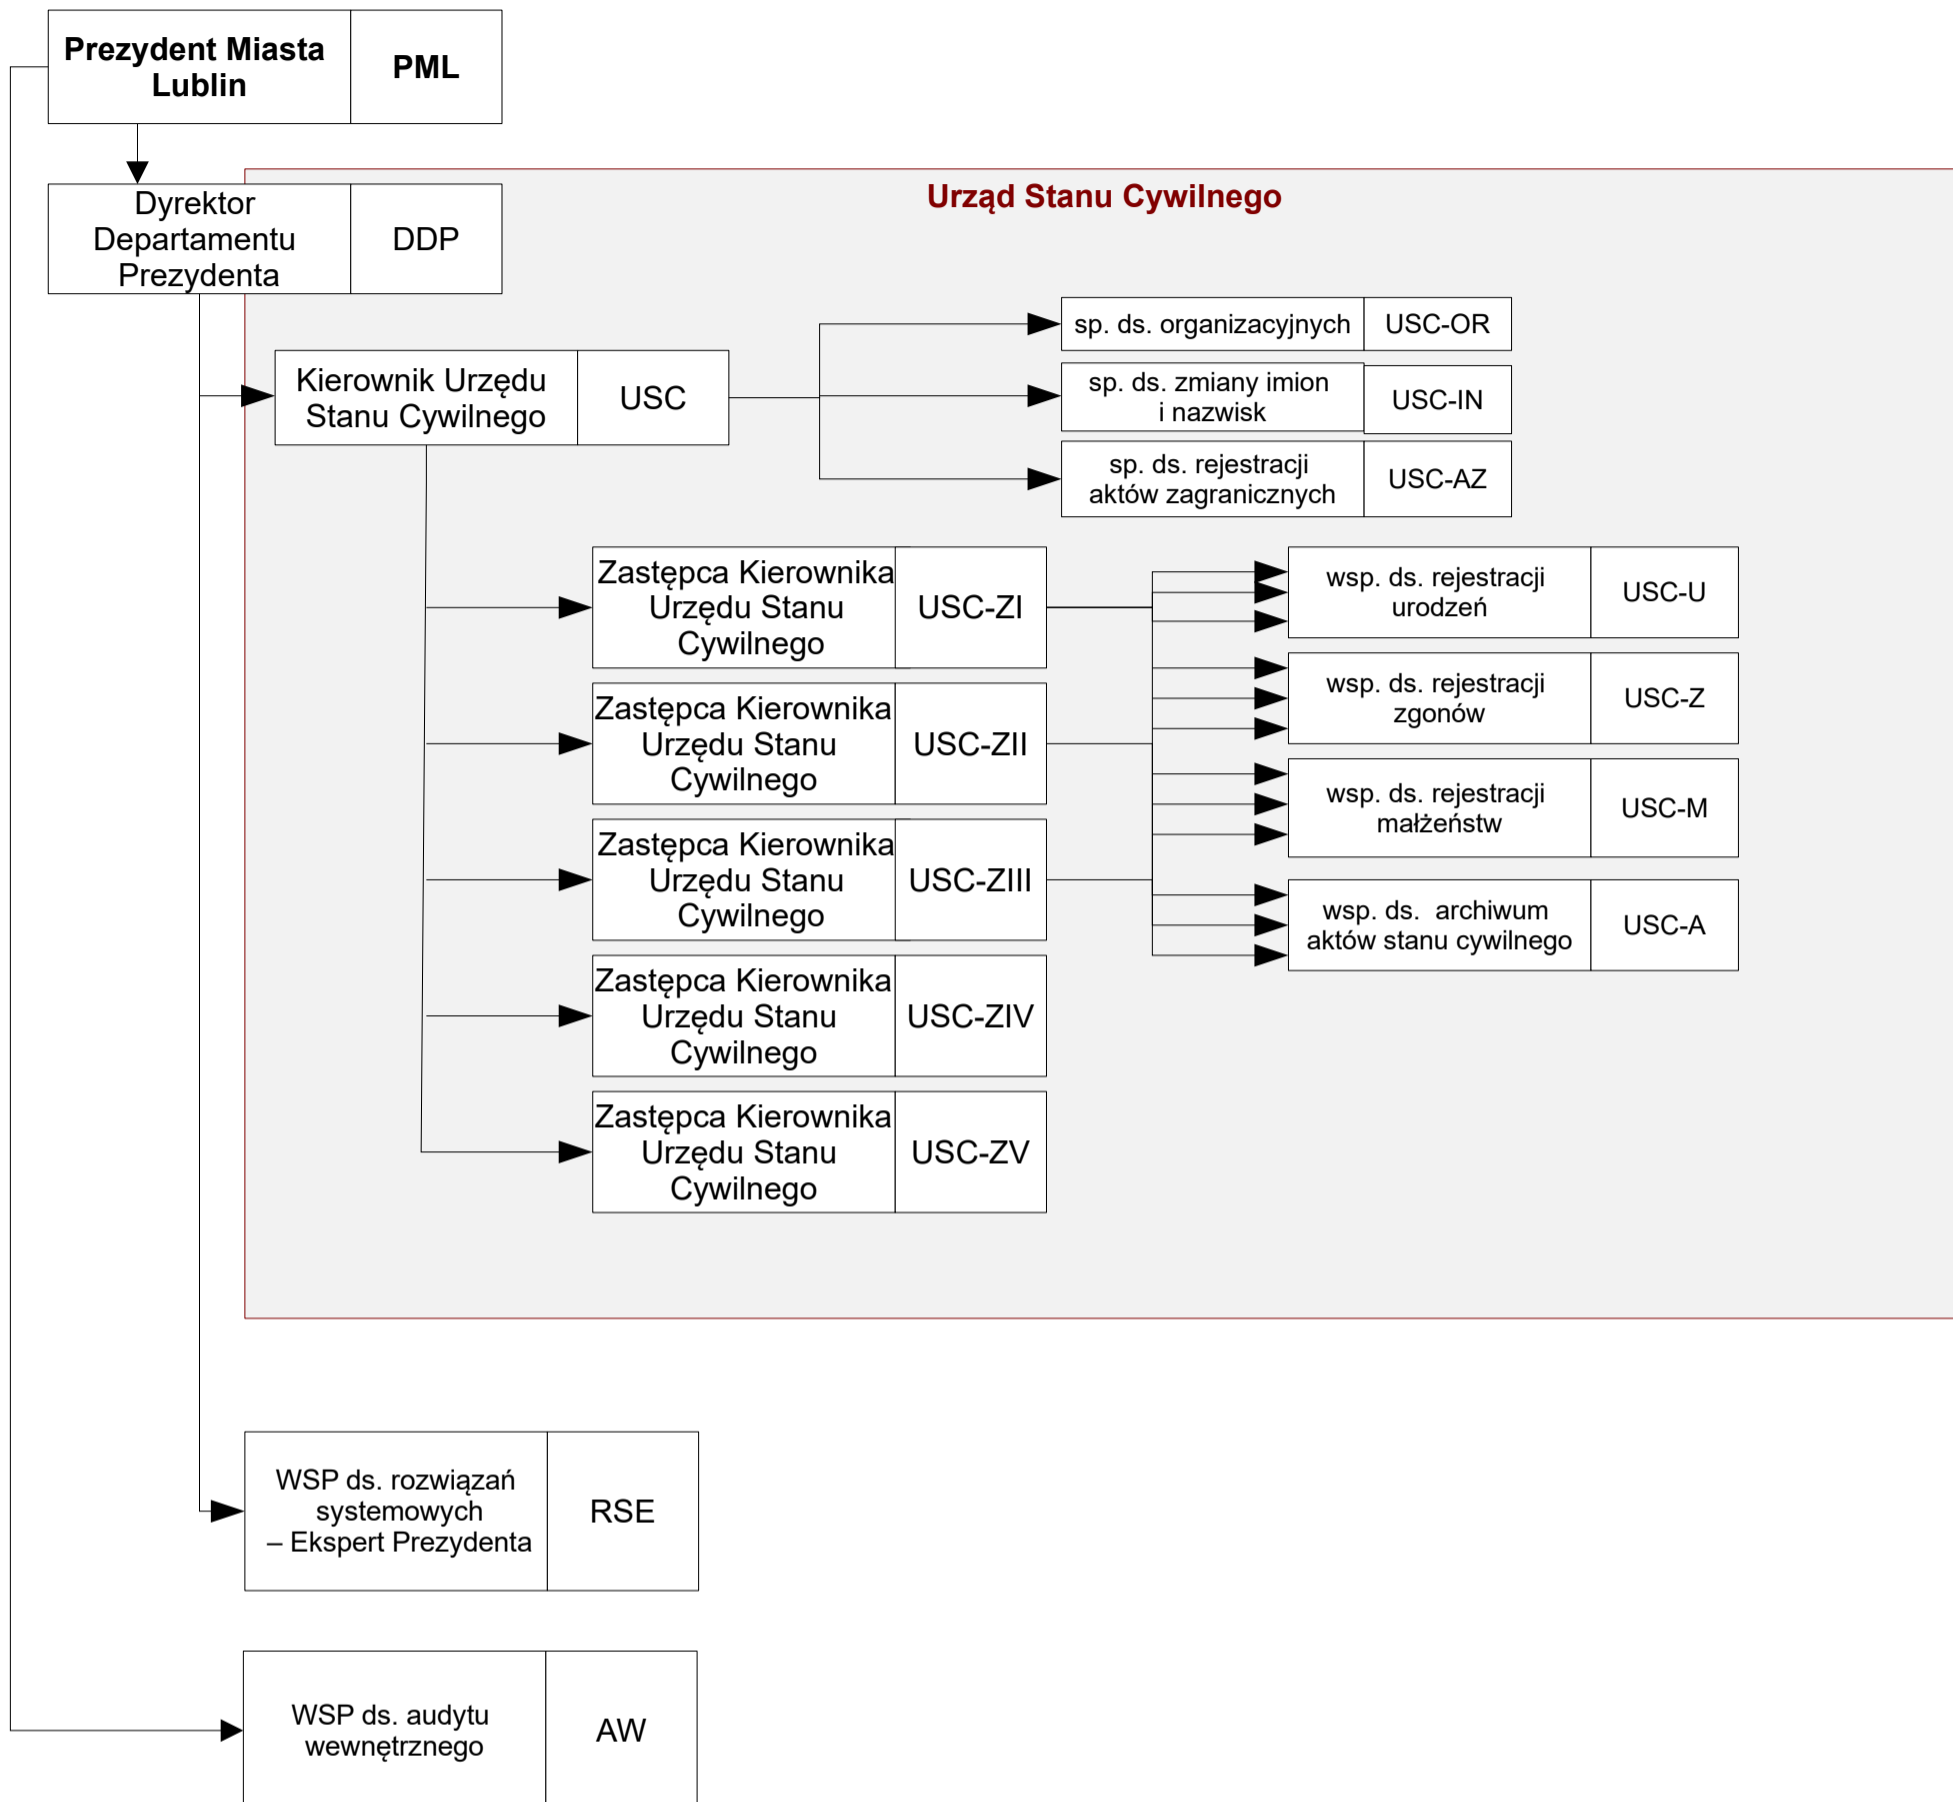 Prezydent Miasta
Lublin
PML
Dyrektor
Departamentu
Prezydenta
DDP
Urząd Stanu Cywilnego
Kierownik Urzędu
Stanu Cywilnego
USC
sp. ds. organizacyjnych
USC-OR
sp. ds. zmiany imion
i nazwisk
USC-IN
sp. ds. rejestracji
aktów zagranicznych
USC-AZ
Zastępca Kierownika
Urzędu Stanu
Cywilnego
USC-ZI
wsp. ds. rejestracji
urodzeń
USC-U
Zastępca Kierownika
Urzędu Stanu
Cywilnego
USC-ZII
wsp. ds. rejestracji
zgonów
USC-Z
Zastępca Kierownika
Urzędu Stanu
Cywilnego
USC-ZIII
wsp. ds. rejestracji
małżeństw
USC-M
wsp. ds. archiwum
aktów stanu cywilnego
USC-A
Zastępca Kierownika
Urzędu Stanu
Cywilnego
USC-ZIV
Zastępca Kierownika
Urzędu Stanu
Cywilnego
USC-ZV
WSP ds. rozwiązań
systemowych
– Ekspert Prezydenta
RSE
WSP ds. audytu
wewnętrznego
AW